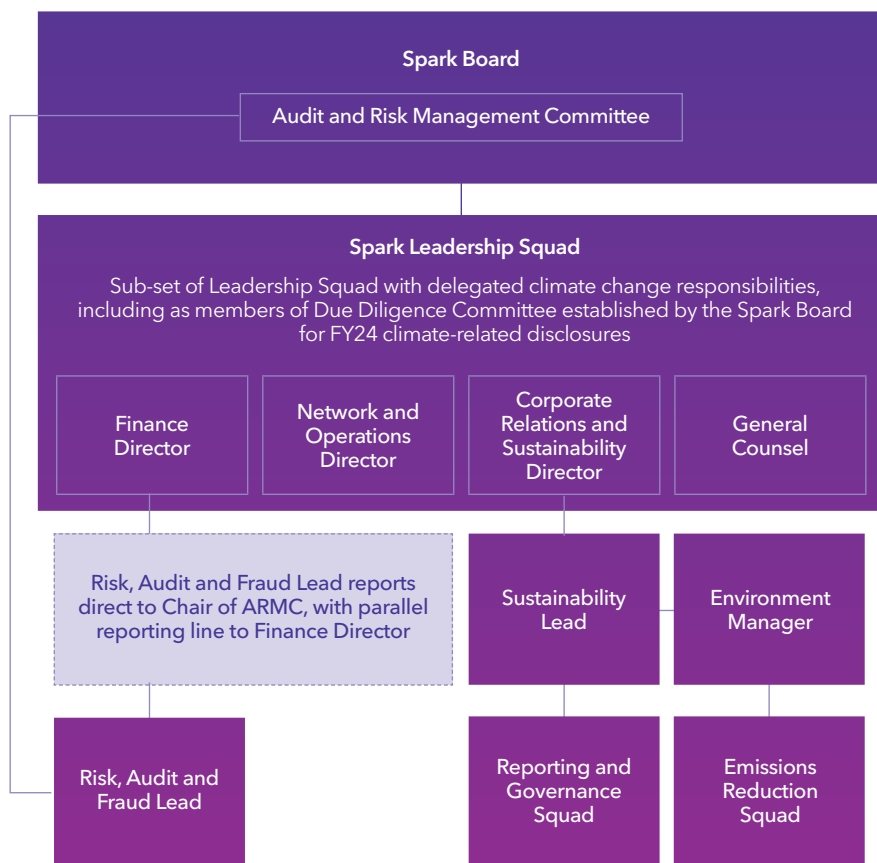 Spark Board
Audit and Risk Management Committee
Spark Leadership Squad
Sub-set of Leadership Squad with delegated climate change responsibilities,
including as members of Due Diligence Committee established by the Spark Board
for FY24 climate-related disclosures
Finance
Director
Network and
Operations
Director
Corporate
Relations and
Sustainability
Director
General
Counsel
Risk, Audit and Fraud Lead reports
direct to Chair of ARMC, with parallel
reporting line to Finance Director
Sustainability
Lead
Environment
Manager
Risk, Audit and
Fraud Lead
Reporting and
Governance
Squad
Emissions
Reduction
Squad